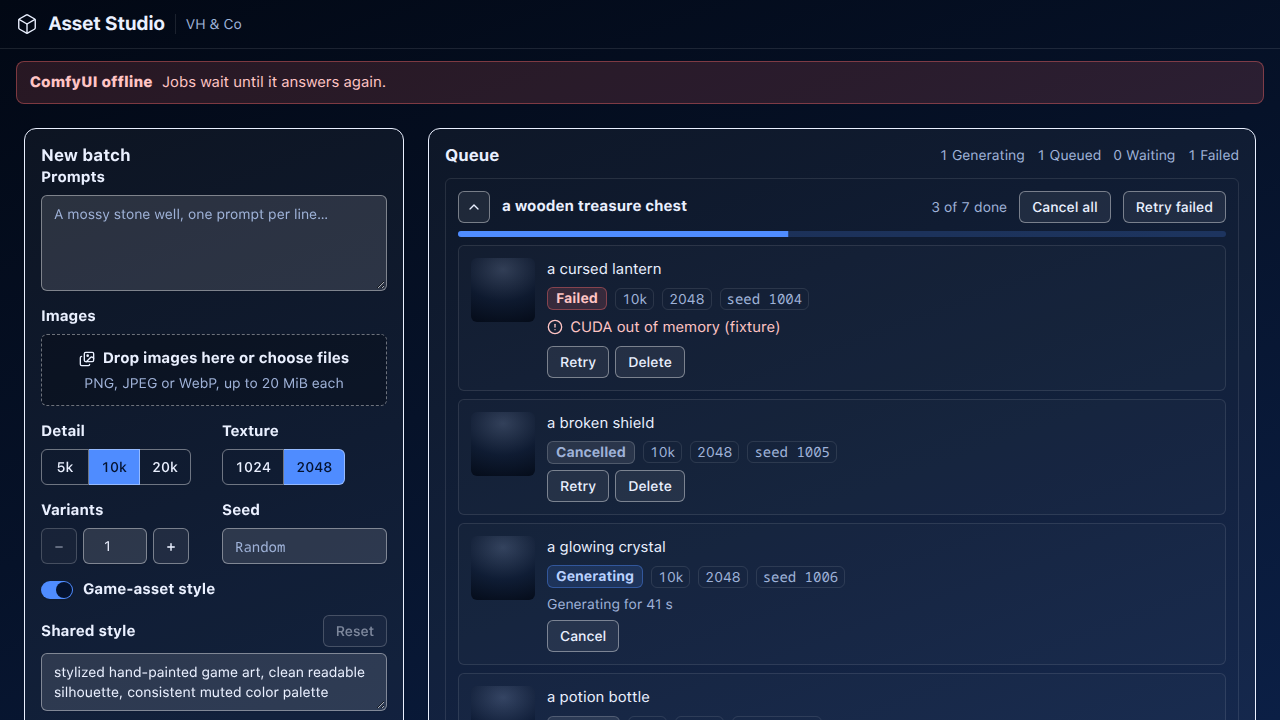 Asset Studio
VH & Co
ComfyUI offline Jobs wait until it answers again.
New batch
Prompts
A mossy stone well, one prompt per line…
Images
Drop images here or choose files
PNG, JPEG or WebP, up to 20 MiB each
Detail
5k 10k 20k
Texture
1024 2048
Variants
− 1 +
Seed
Random
Game-asset style
Shared style
Reset
stylized hand-painted game art, clean readable
silhouette, consistent muted color palette
Queue
1 Generating 1 Queued 0 Waiting 1 Failed
a wooden treasure chest
3 of 7 done
Cancel all
Retry failed
a cursed lantern
Failed 10k 2048 seed 1004
CUDA out of memory (fixture)
Retry Delete
a broken shield
Cancelled 10k 2048 seed 1005
Retry Delete
a glowing crystal
Generating 10k 2048 seed 1006
Generating for 41 s
Cancel
a potion bottle